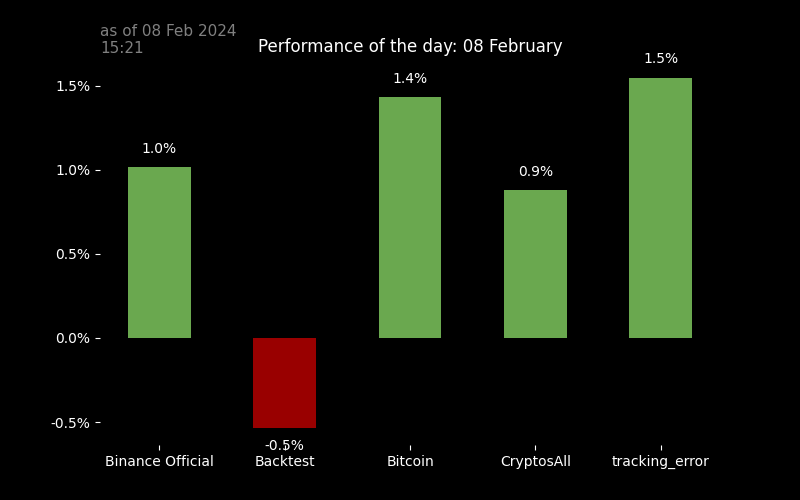 as of 08 Feb 2024
15:21
Performance of the day: 08 February
1.5%
1.0%
0.5%
0.0%
-0.5%
1.0%
-0.5%
1.4%
0.9%
1.5%
Binance Official
Backtest
Bitcoin
CryptosAll
tracking_error